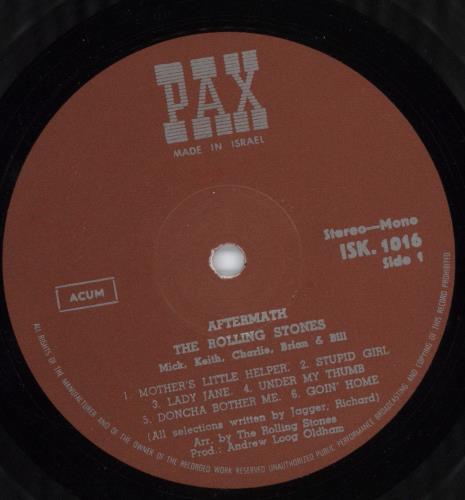 PAX
MADE IN ISRAEL
Stereo—Mono
ISK. 1016
Side 1
ACUM
AFTERMATH
THE ROLLING STONES
Mick, Keith, Charlie, Brian & Bill
1. MOTHER'S LITTLE HELPER. 2. STUPID GIRL
3. LADY JANE. 4. UNDER MY THUMB
5. DONCHA BOTHER ME. 6. GOIN' HOME
(All selections written by Jagger, Richard)
Arr. by The Rolling Stones
Prod.: Andrew Loog Oldham
ALL RIGHTS OF THE MANUFACTURER AND OF THE OWNER OF THE RECORDED WORK RESERVED UNAUTHORIZED PUBLIC PERFORMANCE BROADCASTING AND COPYING OF THIS RECORD PROHIBITED